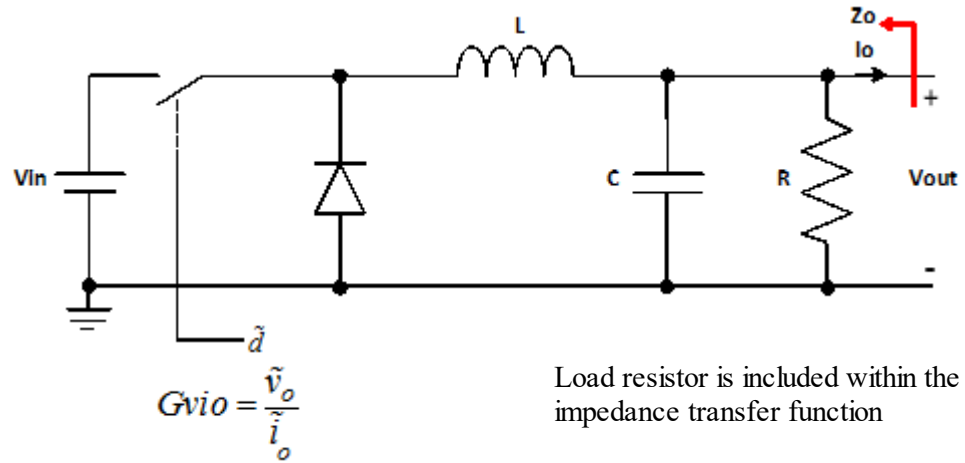 Zo
L
Io
+
Vin
C
R
Vout
-
d̃
Gvio = ṽₒ / ĩₒ
Load resistor is included within the
impedance transfer function